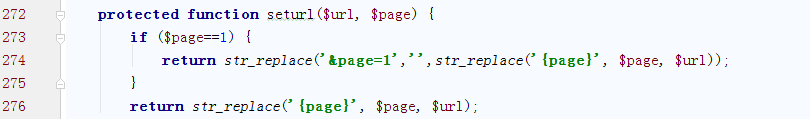 272 protected function seturl($url, $page) {
273 if ($page==1) {
274 return str_replace('&page=1','',str_replace('{page}', $page, $url));
275 }
276 return str_replace('{page}', $page, $url);